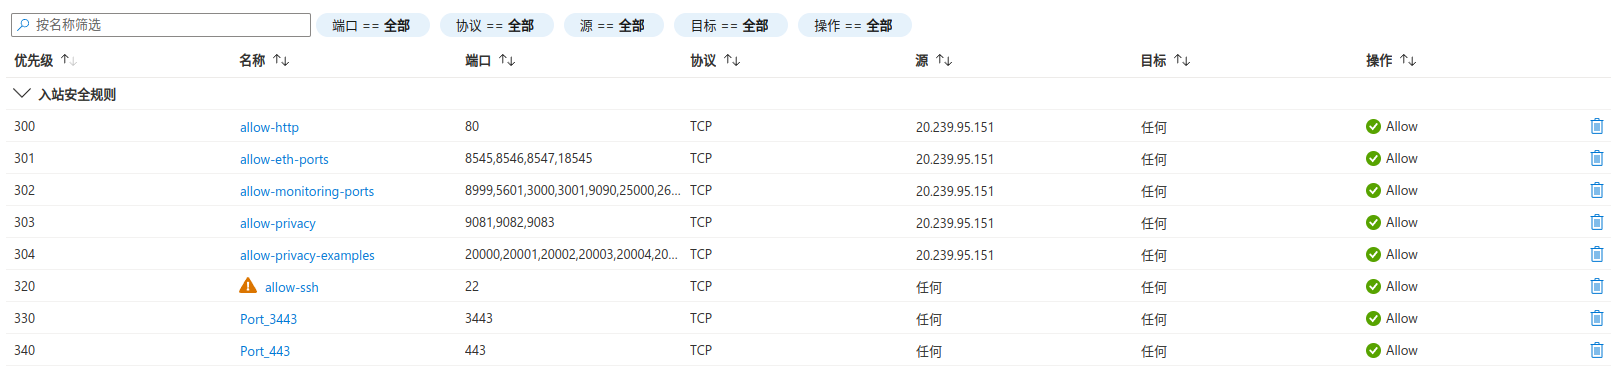 按名称筛选 端口 == 全部 协议 == 全部 源 == 全部 目标 == 全部 操作 == 全部
优先级 名称 端口 协议 源 目标 操作
入站安全规则
300 allow-http 80 TCP 20.239.95.151 任何 Allow
301 allow-eth-ports 8545,8546,8547,18545 TCP 20.239.95.151 任何 Allow
302 allow-monitoring-ports 8999,5601,3000,3001,9090,25000,26... TCP 20.239.95.151 任何 Allow
303 allow-privacy 9081,9082,9083 TCP 20.239.95.151 任何 Allow
304 allow-privacy-examples 20000,20001,20002,20003,20004,20... TCP 20.239.95.151 任何 Allow
320 allow-ssh 22 TCP 任何 任何 Allow
330 Port_3443 3443 TCP 任何 任何 Allow
340 Port_443 443 TCP 任何 任何 Allow